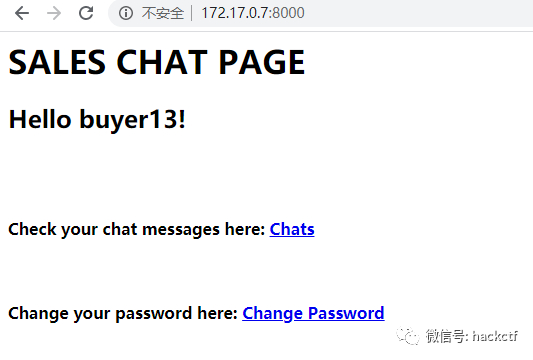 不安全 | 172.17.0.7:8000
SALES CHAT PAGE
Hello buyer13!
Check your chat messages here: Chats
Change your password here: Change Password
微信号: hackctf